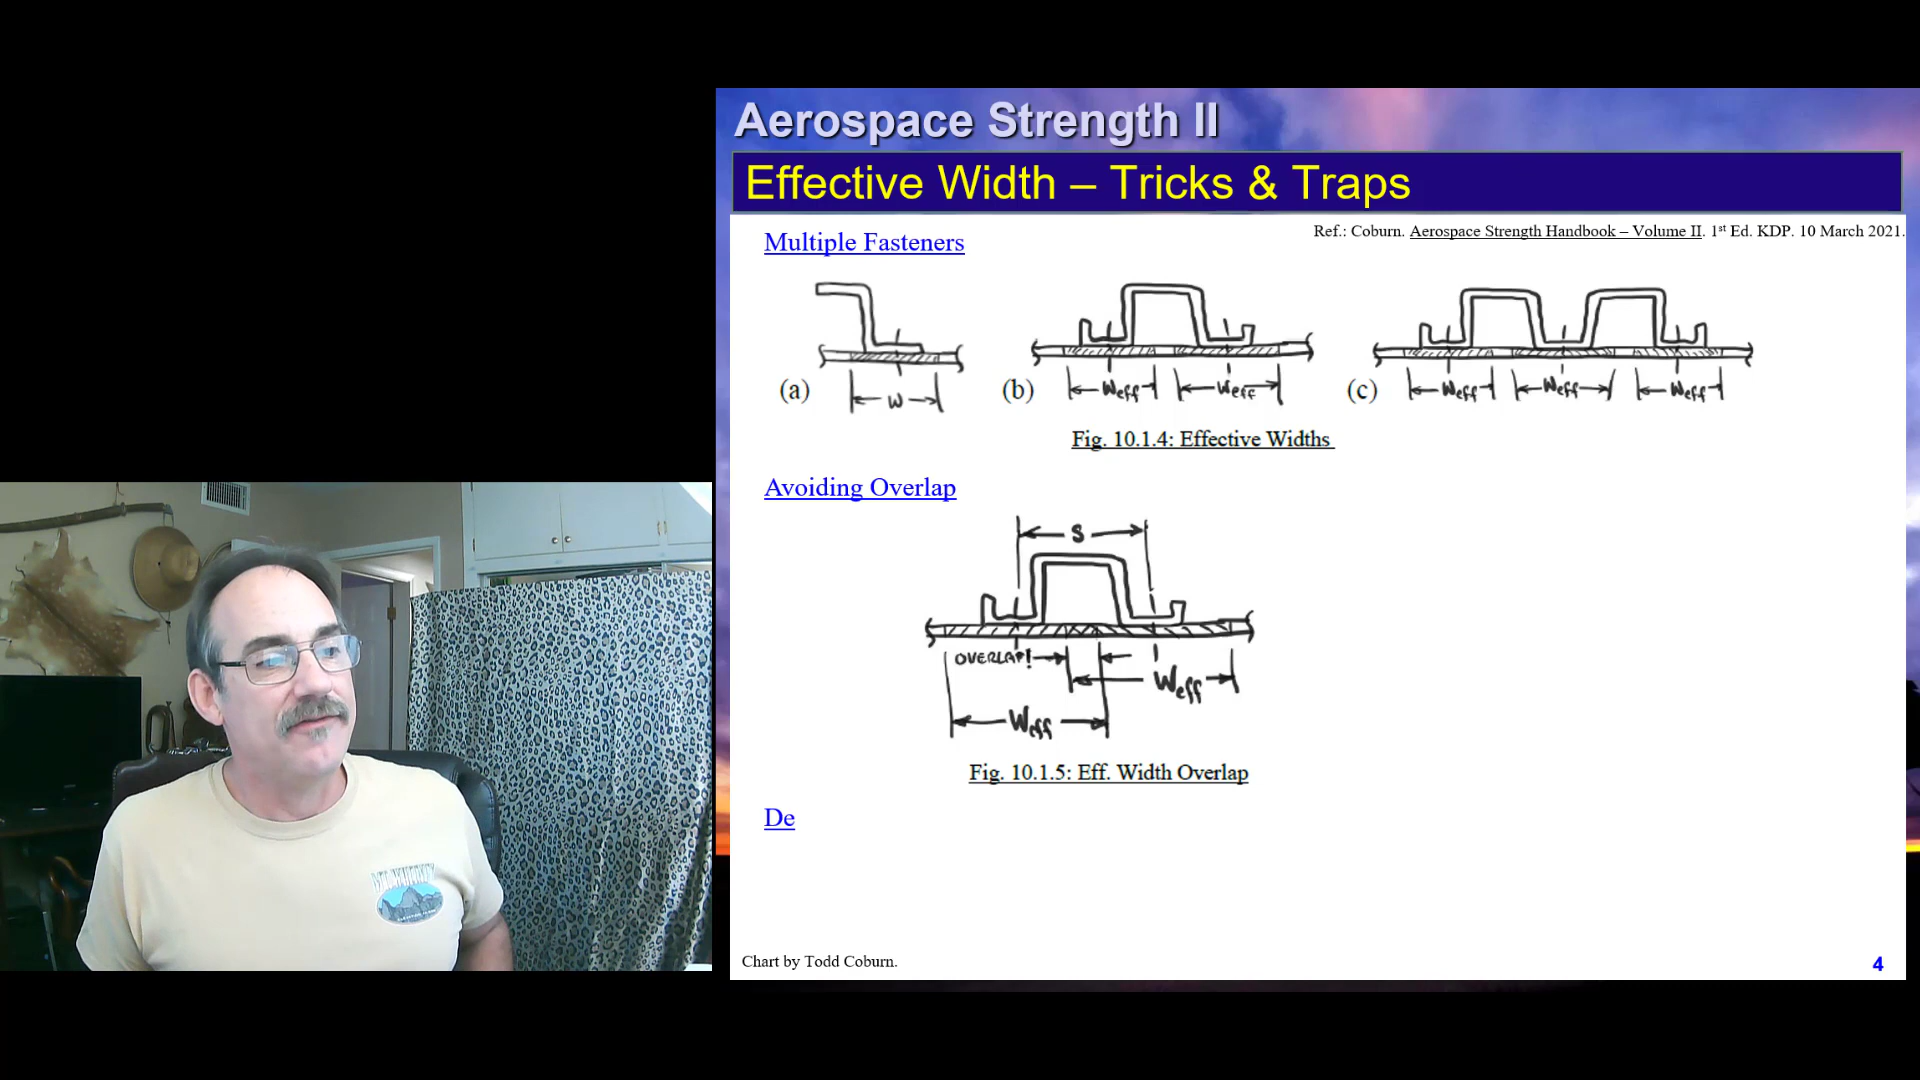 Aerospace Strength II
Effective Width – Tricks & Traps
Ref.: Coburn. Aerospace Strength Handbook – Volume II. 1st Ed. KDP. 10 March 2021.
Multiple Fasteners
(a) W
(b) Weff Weff
(c) Weff Weff Weff
Fig. 10.1.4: Effective Widths
Avoiding Overlap
S
OVERLAP!
Weff
Weff
Fig. 10.1.5: Eff. Width Overlap
De
MT. WHITNEY
Chart by Todd Coburn.
4